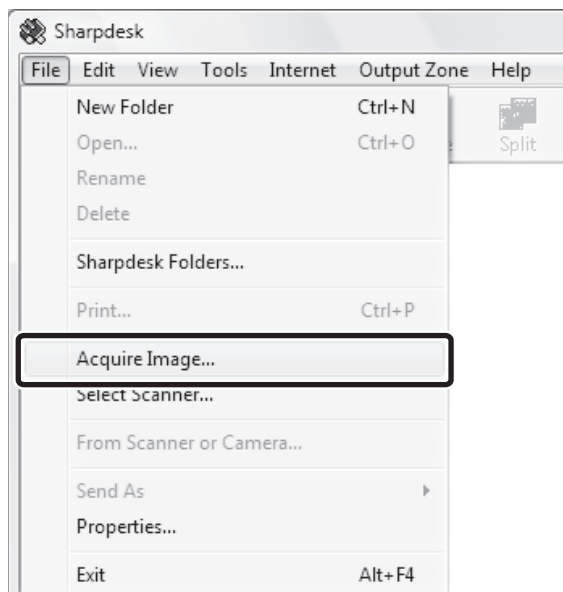 Sharpdesk
File Edit View Tools Internet Output Zone Help
New Folder Ctrl+N
Open... Ctrl+O
Split
Rename
Delete
Sharpdesk Folders...
Print... Ctrl+P
Acquire Image...
Select Scanner...
From Scanner or Camera...
Send As
Properties...
Exit Alt+F4